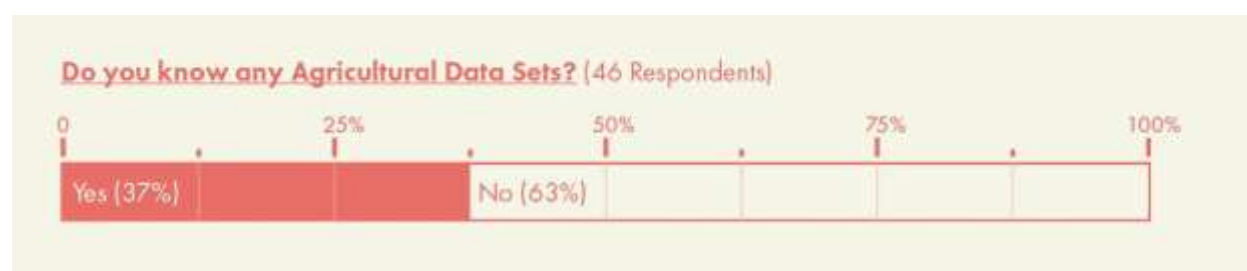 Do you know any Agricultural Data Sets? (46 Respondents)
0 25% 50% 75% 100%
Yes (37%) No (63%)